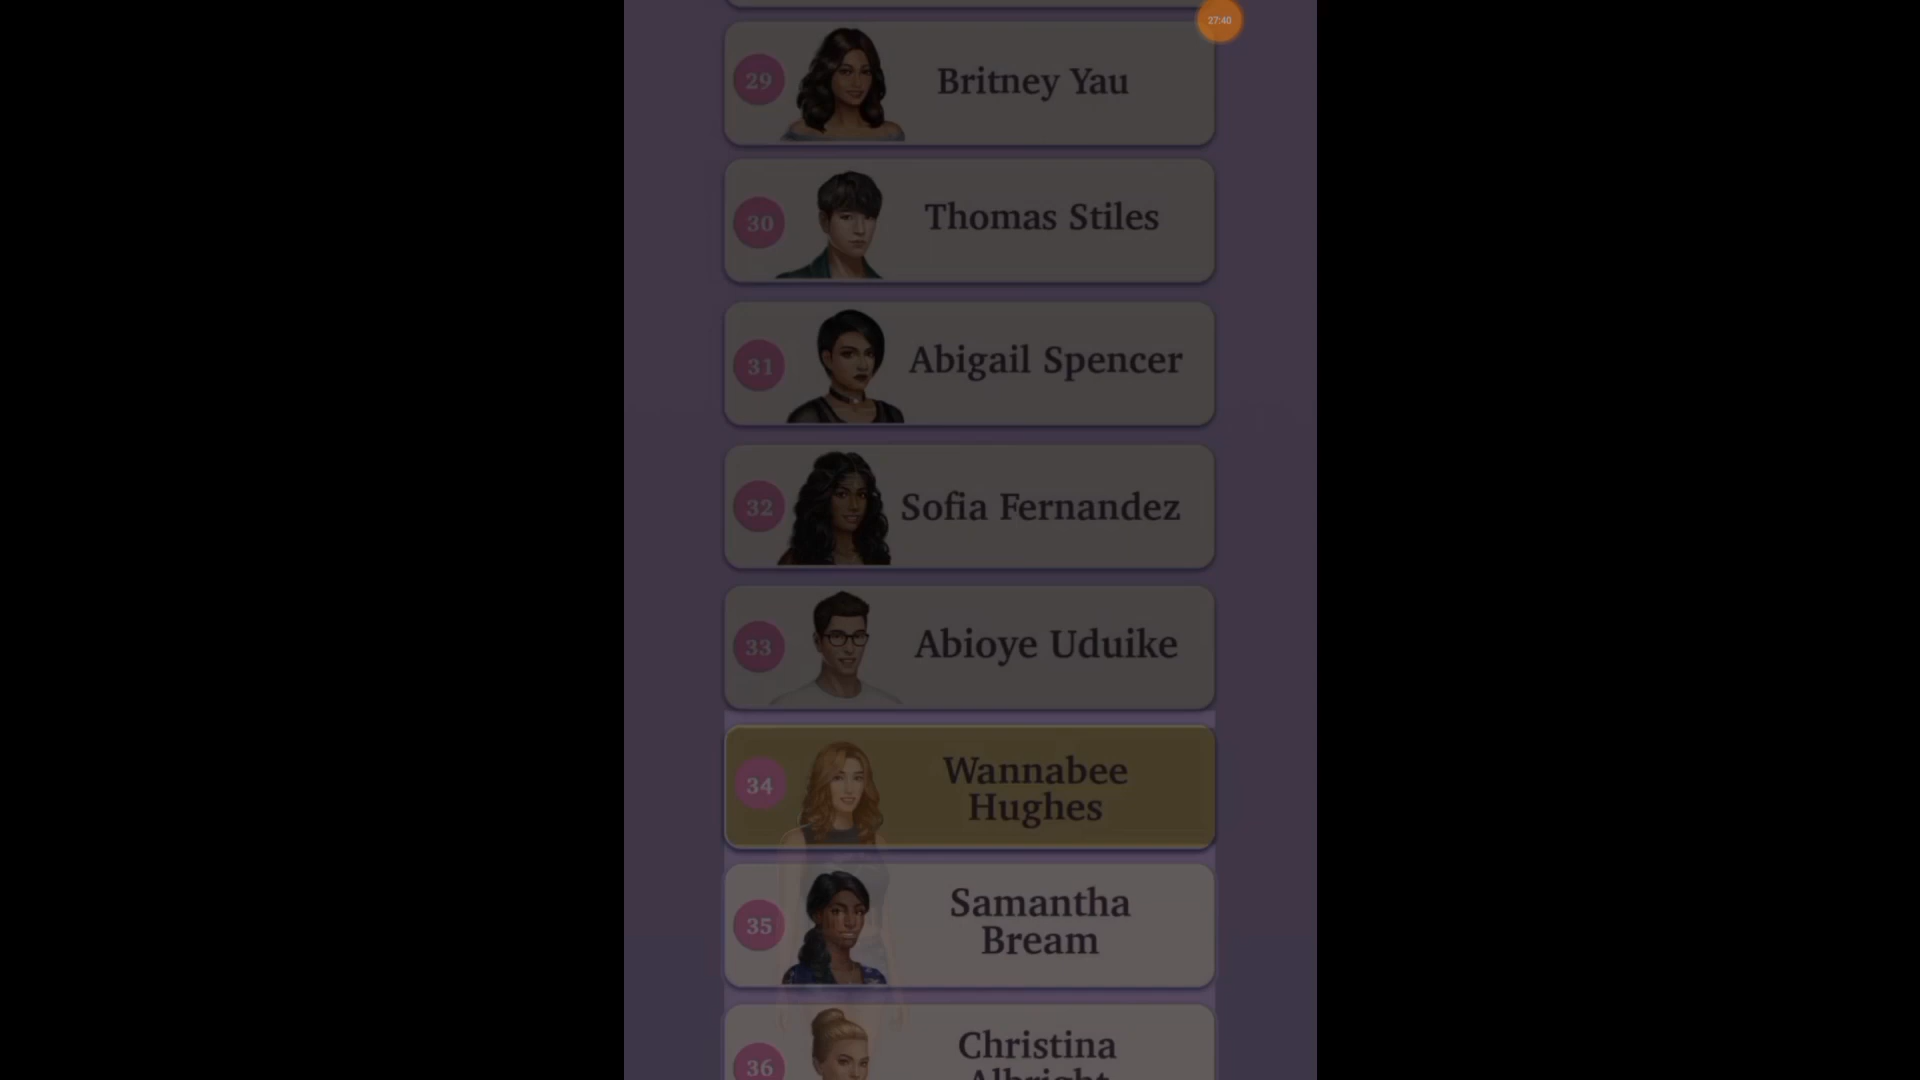 27:40
29
Britney Yau
30
Thomas Stiles
31
Abigail Spencer
32
Sofia Fernandez
33
Abioye Uduike
34
Wannabee
Hughes
35
Samantha
Bream
36
Christina
Albright